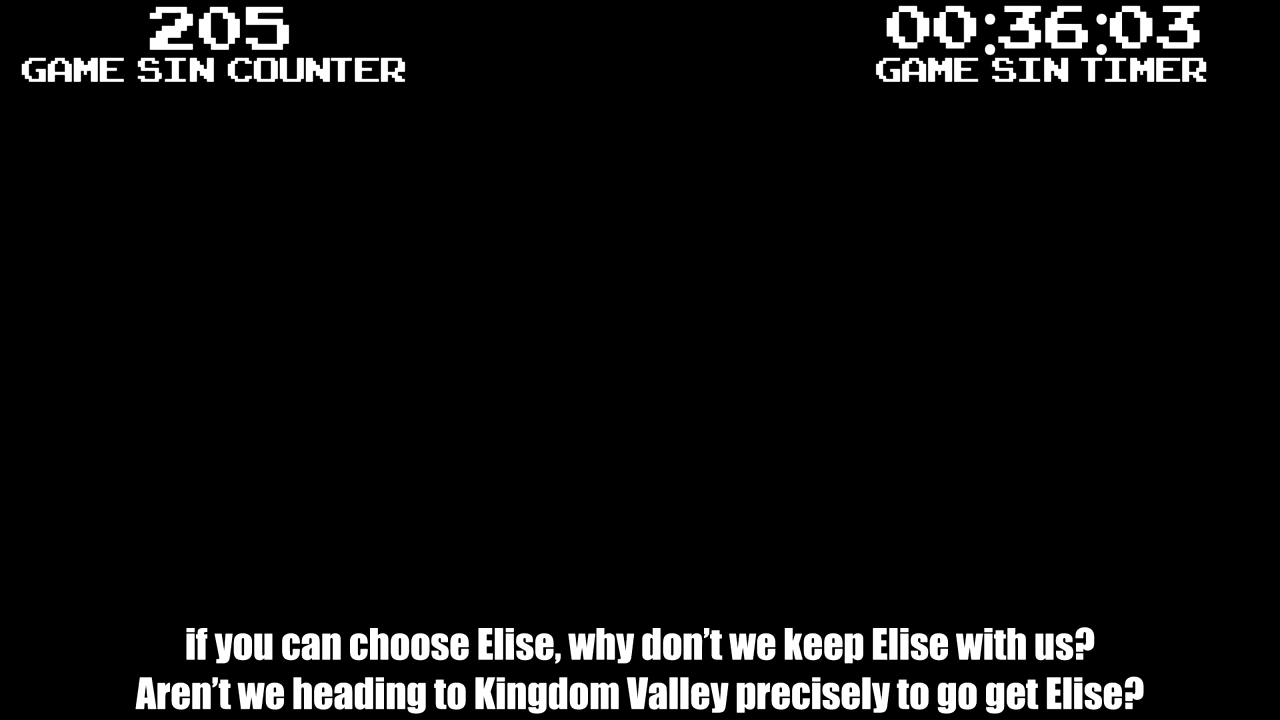 205
GAME SIN COUNTER
00:36:03
GAME SIN TIMER
if you can choose Elise, why don't we keep Elise with us?
Aren't we heading to Kingdom Valley precisely to go get Elise?